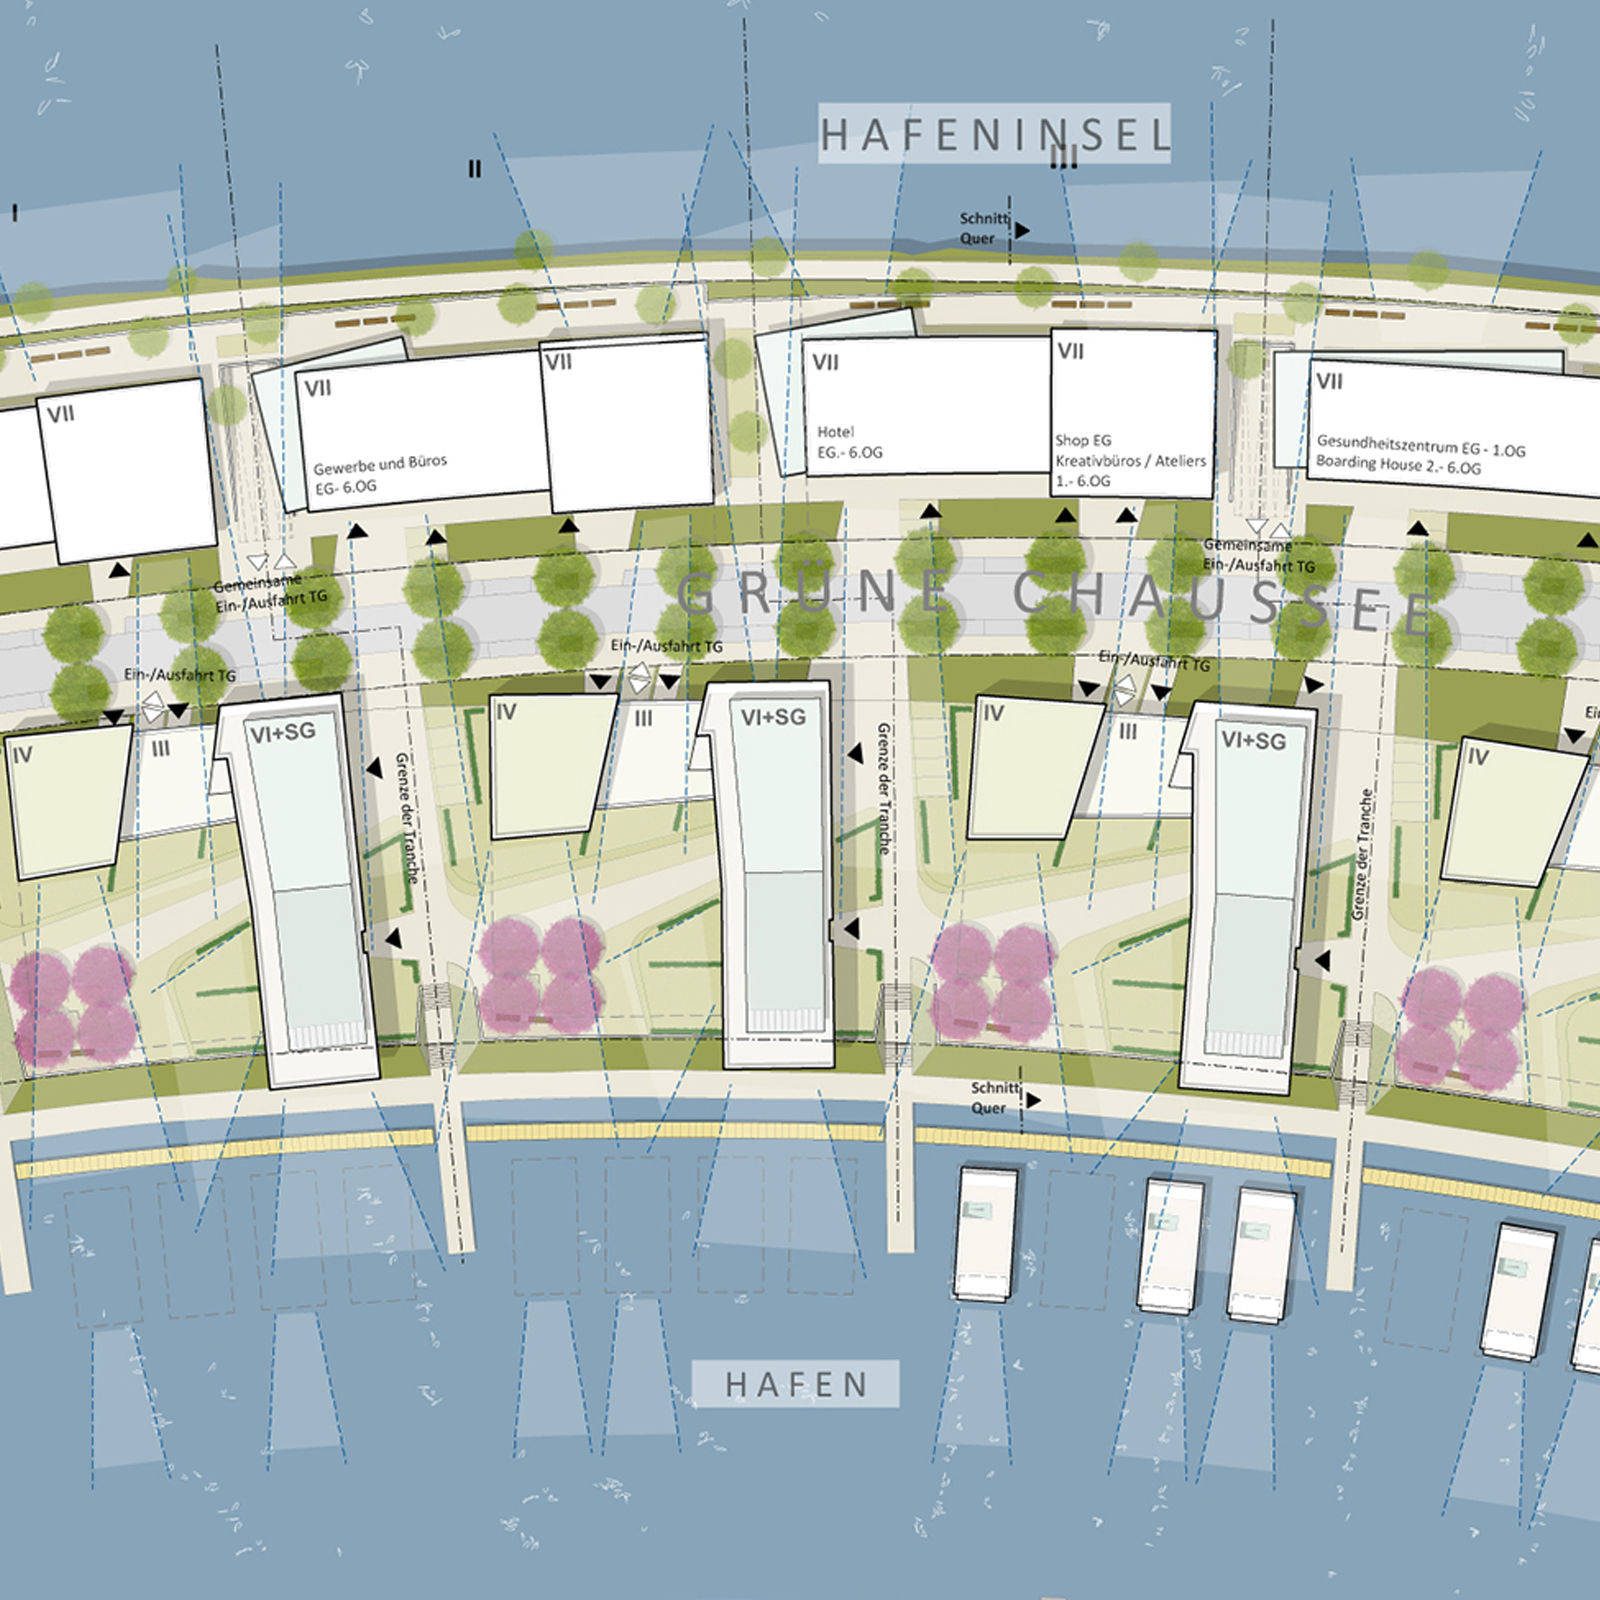 HAFENINSEL
I
II
III
Schnitt
Quer
VII
VII
Gewerbe und Büros
EG- 6.OG
VII
VII
Hotel
EG.- 6.OG
VII
Shop EG
Kreativbüros / Ateliers
1.- 6.OG
VII
Gesundheitszentrum EG - 1.OG
Boarding House 2.- 6.OG
Gemeinsame
Ein-/Ausfahrt TG
Gemeinsame
Ein-/Ausfahrt TG
GRÜNE CHAUSSEE
Ein-/Ausfahrt TG
Ein-/Ausfahrt TG
Ein-/Ausfahrt TG
IV
III
VI+SG
Grenze der Tranche
IV
III
VI+SG
Grenze der Tranche
IV
III
VI+SG
Grenze der Tranche
IV
Schnitt
Quer
HAFEN